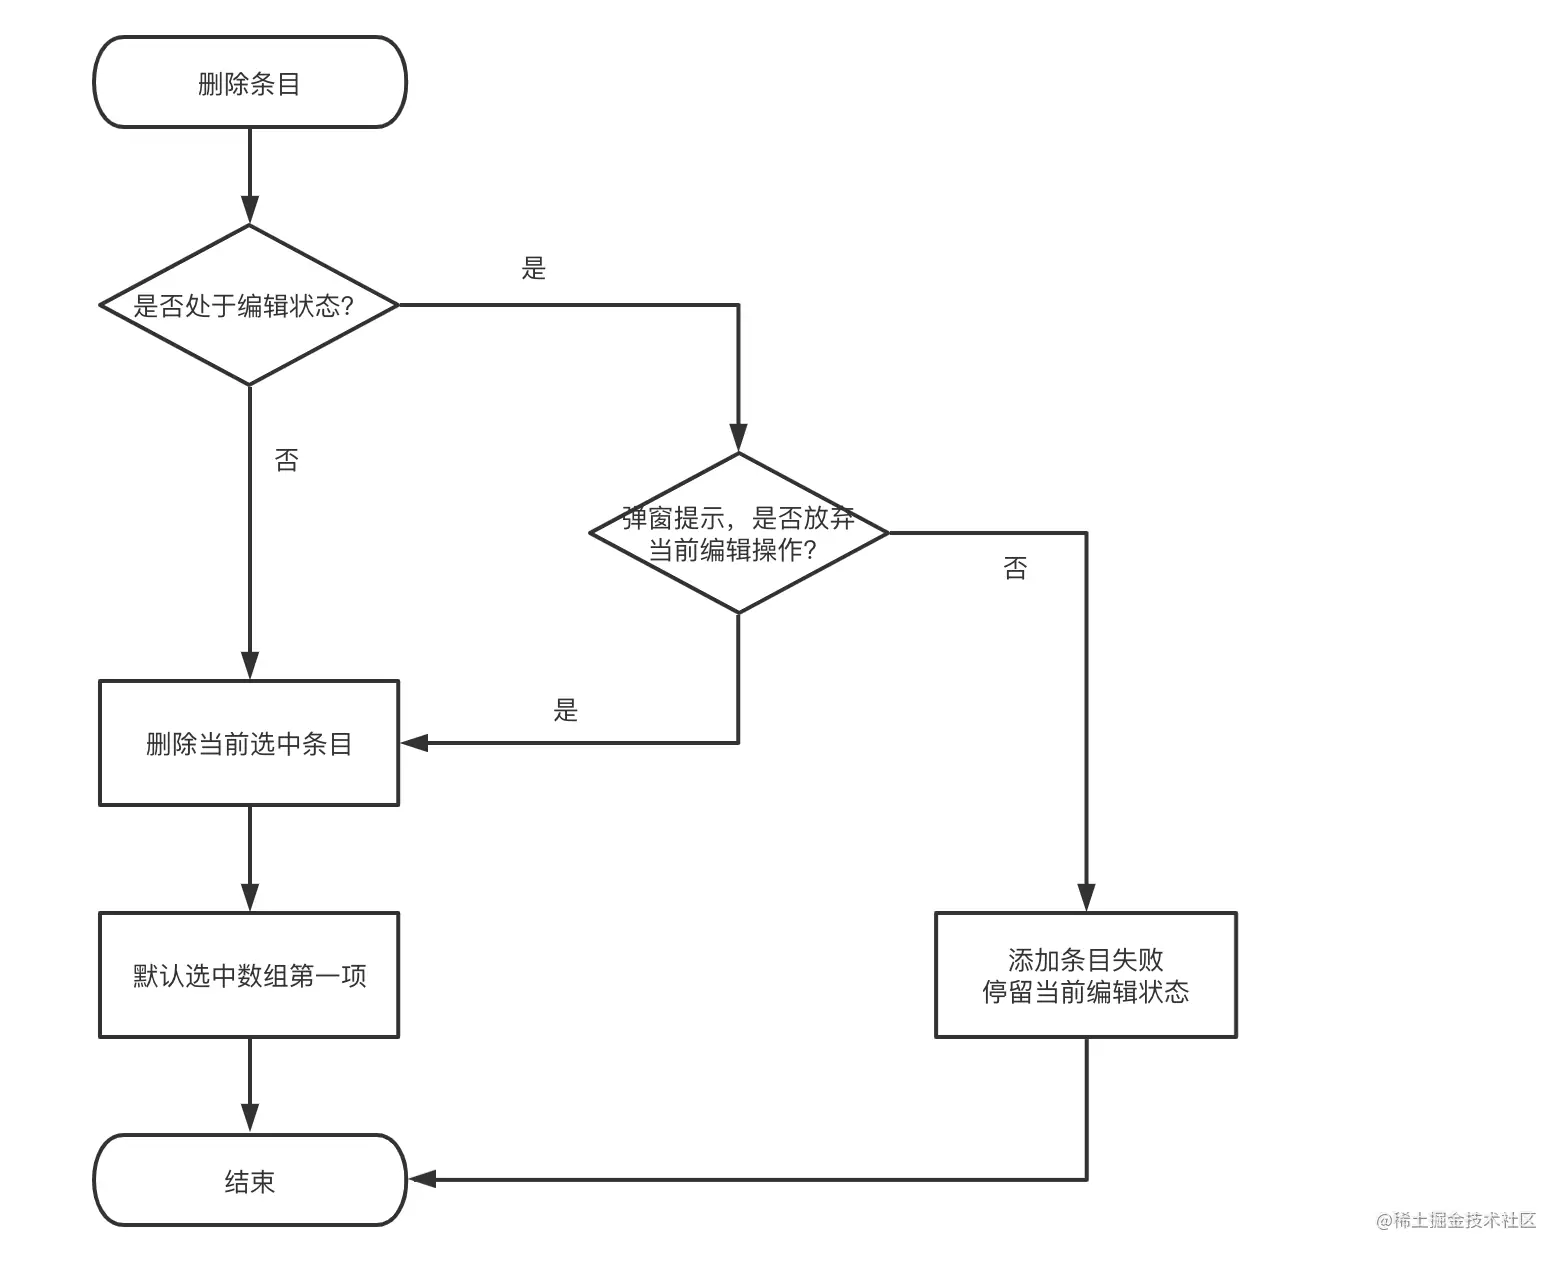 删除条目
是否处于编辑状态?
是
否
弹窗提示，是否放弃
当前编辑操作?
否
是
删除当前选中条目
默认选中数组第一项
添加条目失败
停留当前编辑状态
结束
@稀土掘金技术社区